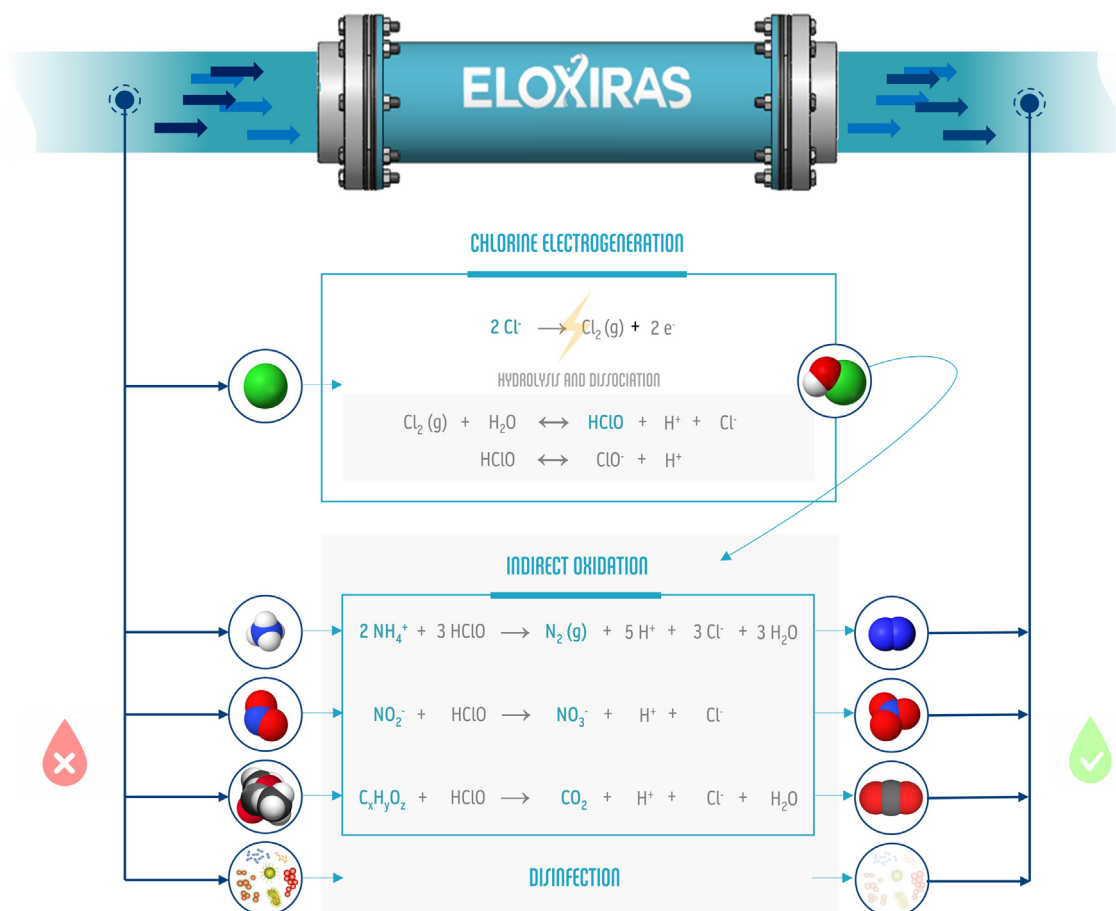 ELOXIRAS
CHLORINE ELECTROGENERATION
2 Cl⁻ ⟶ Cl₂ (g) + 2 e⁻
HYDROLYSIS AND DISSOCIATION
Cl₂ (g) + H₂O ⟷ HClO + H⁺ + Cl⁻
HClO ⟷ ClO⁻ + H⁺
INDIRECT OXIDATION
2 NH₄⁺ + 3 HClO ⟶ N₂ (g) + 5 H⁺ + 3 Cl⁻ + 3 H₂O
NO₂⁻ + HClO ⟶ NO₃⁻ + H⁺ + Cl⁻
CₓHᵧO_z + HClO ⟶ CO₂ + H⁺ + Cl⁻ + H₂O
DISINFECTION